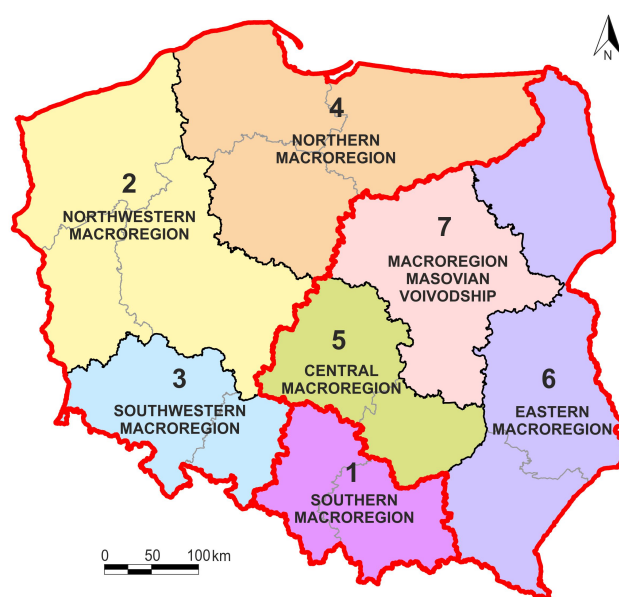 N
4
NORTHERN
MACROREGION
2
NORTHWESTERN
MACROREGION
7
MACROREGION
MASOVIAN
VOIVODSHIP
5
CENTRAL
MACROREGION
3
SOUTHWESTERN
MACROREGION
6
EASTERN
MACROREGION
1
SOUTHERN
MACROREGION
0 50 100 km